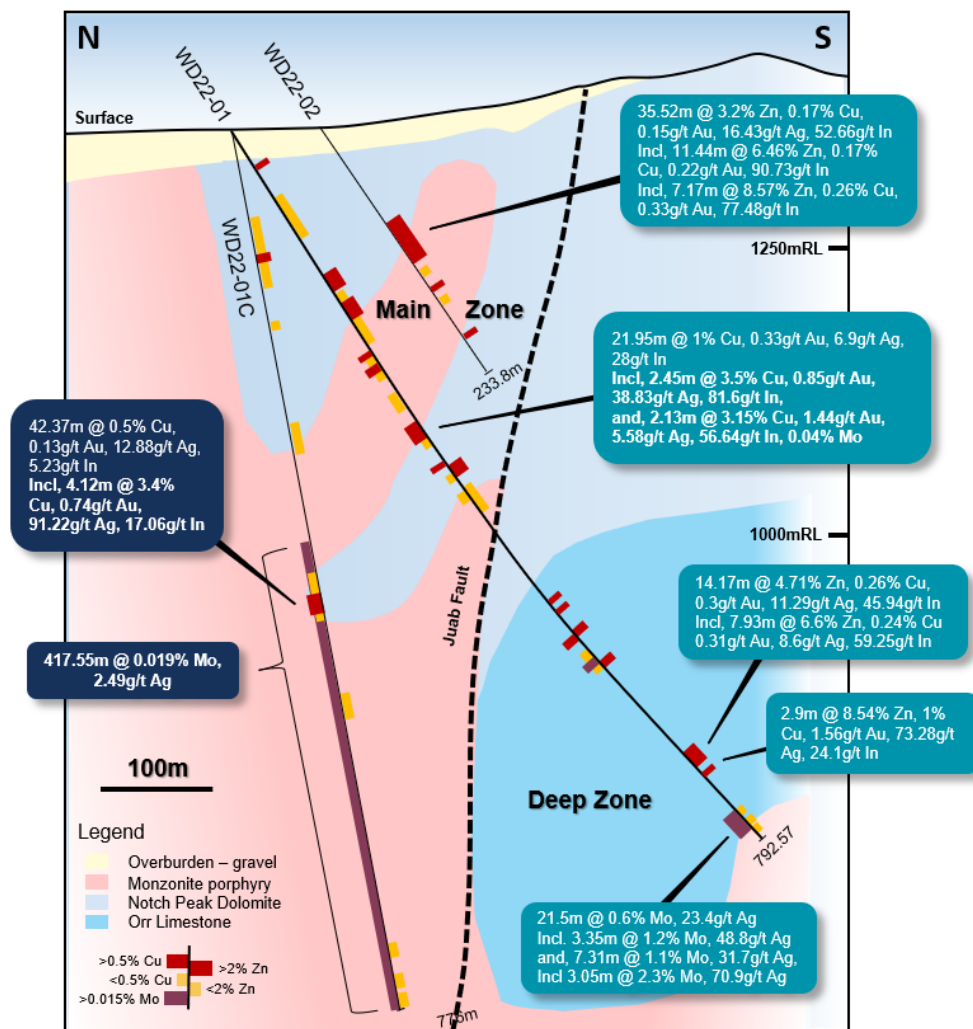 N
S
WD22-01
WD22-02
Surface
35.52m @ 3.2% Zn, 0.17% Cu,
0.15g/t Au, 16.43g/t Ag, 52.66g/t In
Incl, 11.44m @ 6.46% Zn, 0.17%
Cu, 0.22g/t Au, 90.73g/t In
Incl, 7.17m @ 8.57% Zn, 0.26% Cu,
0.33g/t Au, 77.48g/t In
WD22-01C
1250mRL
Main Zone
233.8m
21.95m @ 1% Cu, 0.33g/t Au, 6.9g/t Ag,
28g/t In
Incl, 2.45m @ 3.5% Cu, 0.85g/t Au,
38.83g/t Ag, 81.6g/t In,
and, 2.13m @ 3.15% Cu, 1.44g/t Au,
5.58g/t Ag, 56.64g/t In, 0.04% Mo
42.37m @ 0.5% Cu,
0.13g/t Au, 12.88g/t Ag,
5.23g/t In
Incl, 4.12m @ 3.4%
Cu, 0.74g/t Au,
91.22g/t Ag, 17.06g/t In
1000mRL
Juab Fault
14.17m @ 4.71% Zn, 0.26% Cu,
0.3g/t Au, 11.29g/t Ag, 45.94g/t In
Incl, 7.93m @ 6.6% Zn, 0.24% Cu
0.31g/t Au, 8.6g/t Ag, 59.25g/t In
417.55m @ 0.019% Mo,
2.49g/t Ag
2.9m @ 8.54% Zn, 1%
Cu, 1.56g/t Au, 73.28g/t
Ag, 24.1g/t In
100m
Deep Zone
792.57
Legend
Overburden – gravel
Monzonite porphyry
Notch Peak Dolomite
Orr Limestone
>0.5% Cu
>2% Zn
<0.5% Cu
<2% Zn
>0.015% Mo
21.5m @ 0.6% Mo, 23.4g/t Ag
Incl. 3.35m @ 1.2% Mo, 48.8g/t Ag
and, 7.31m @ 1.1% Mo, 31.7g/t Ag,
Incl 3.05m @ 2.3% Mo, 70.9g/t Ag
776m